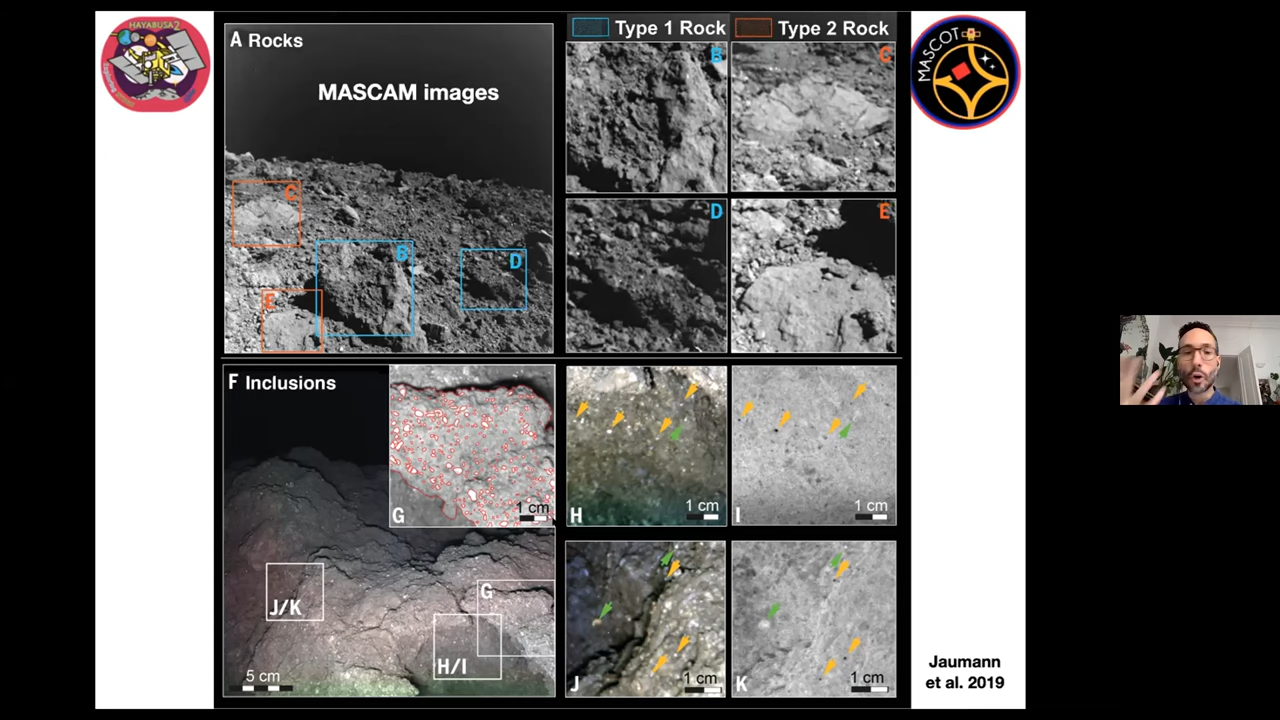 HAYABUSA2
A Rocks
MASCAM images
C
B
D
E
Type 1 Rock
Type 2 Rock
B
C
D
E
MASCOT
F Inclusions
G
1 cm
J/K
G
H/I
5 cm
H
1 cm
I
1 cm
J
1 cm
K
1 cm
Jaumann
et al. 2019